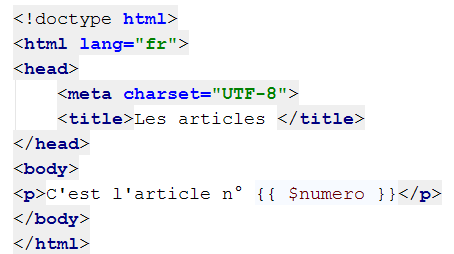 <!doctype html>
<html lang="fr">
<head>
    <meta charset="UTF-8">
    <title>Les articles </title>
</head>
<body>
<p>C'est l'article n° {{ $numero }}</p>
</body>
</html>